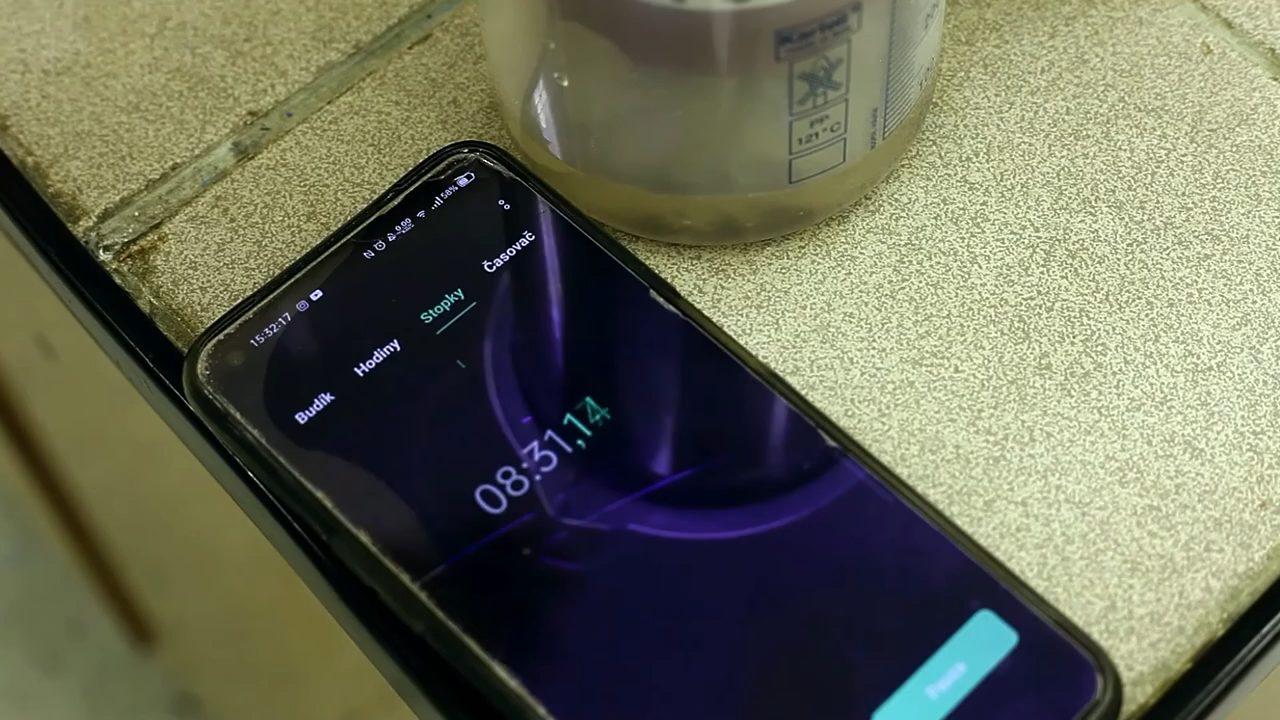 Kartell
PP
121°C
15:32:17
58%
Budík
Hodiny
Stopky
Časovač
08:31,14